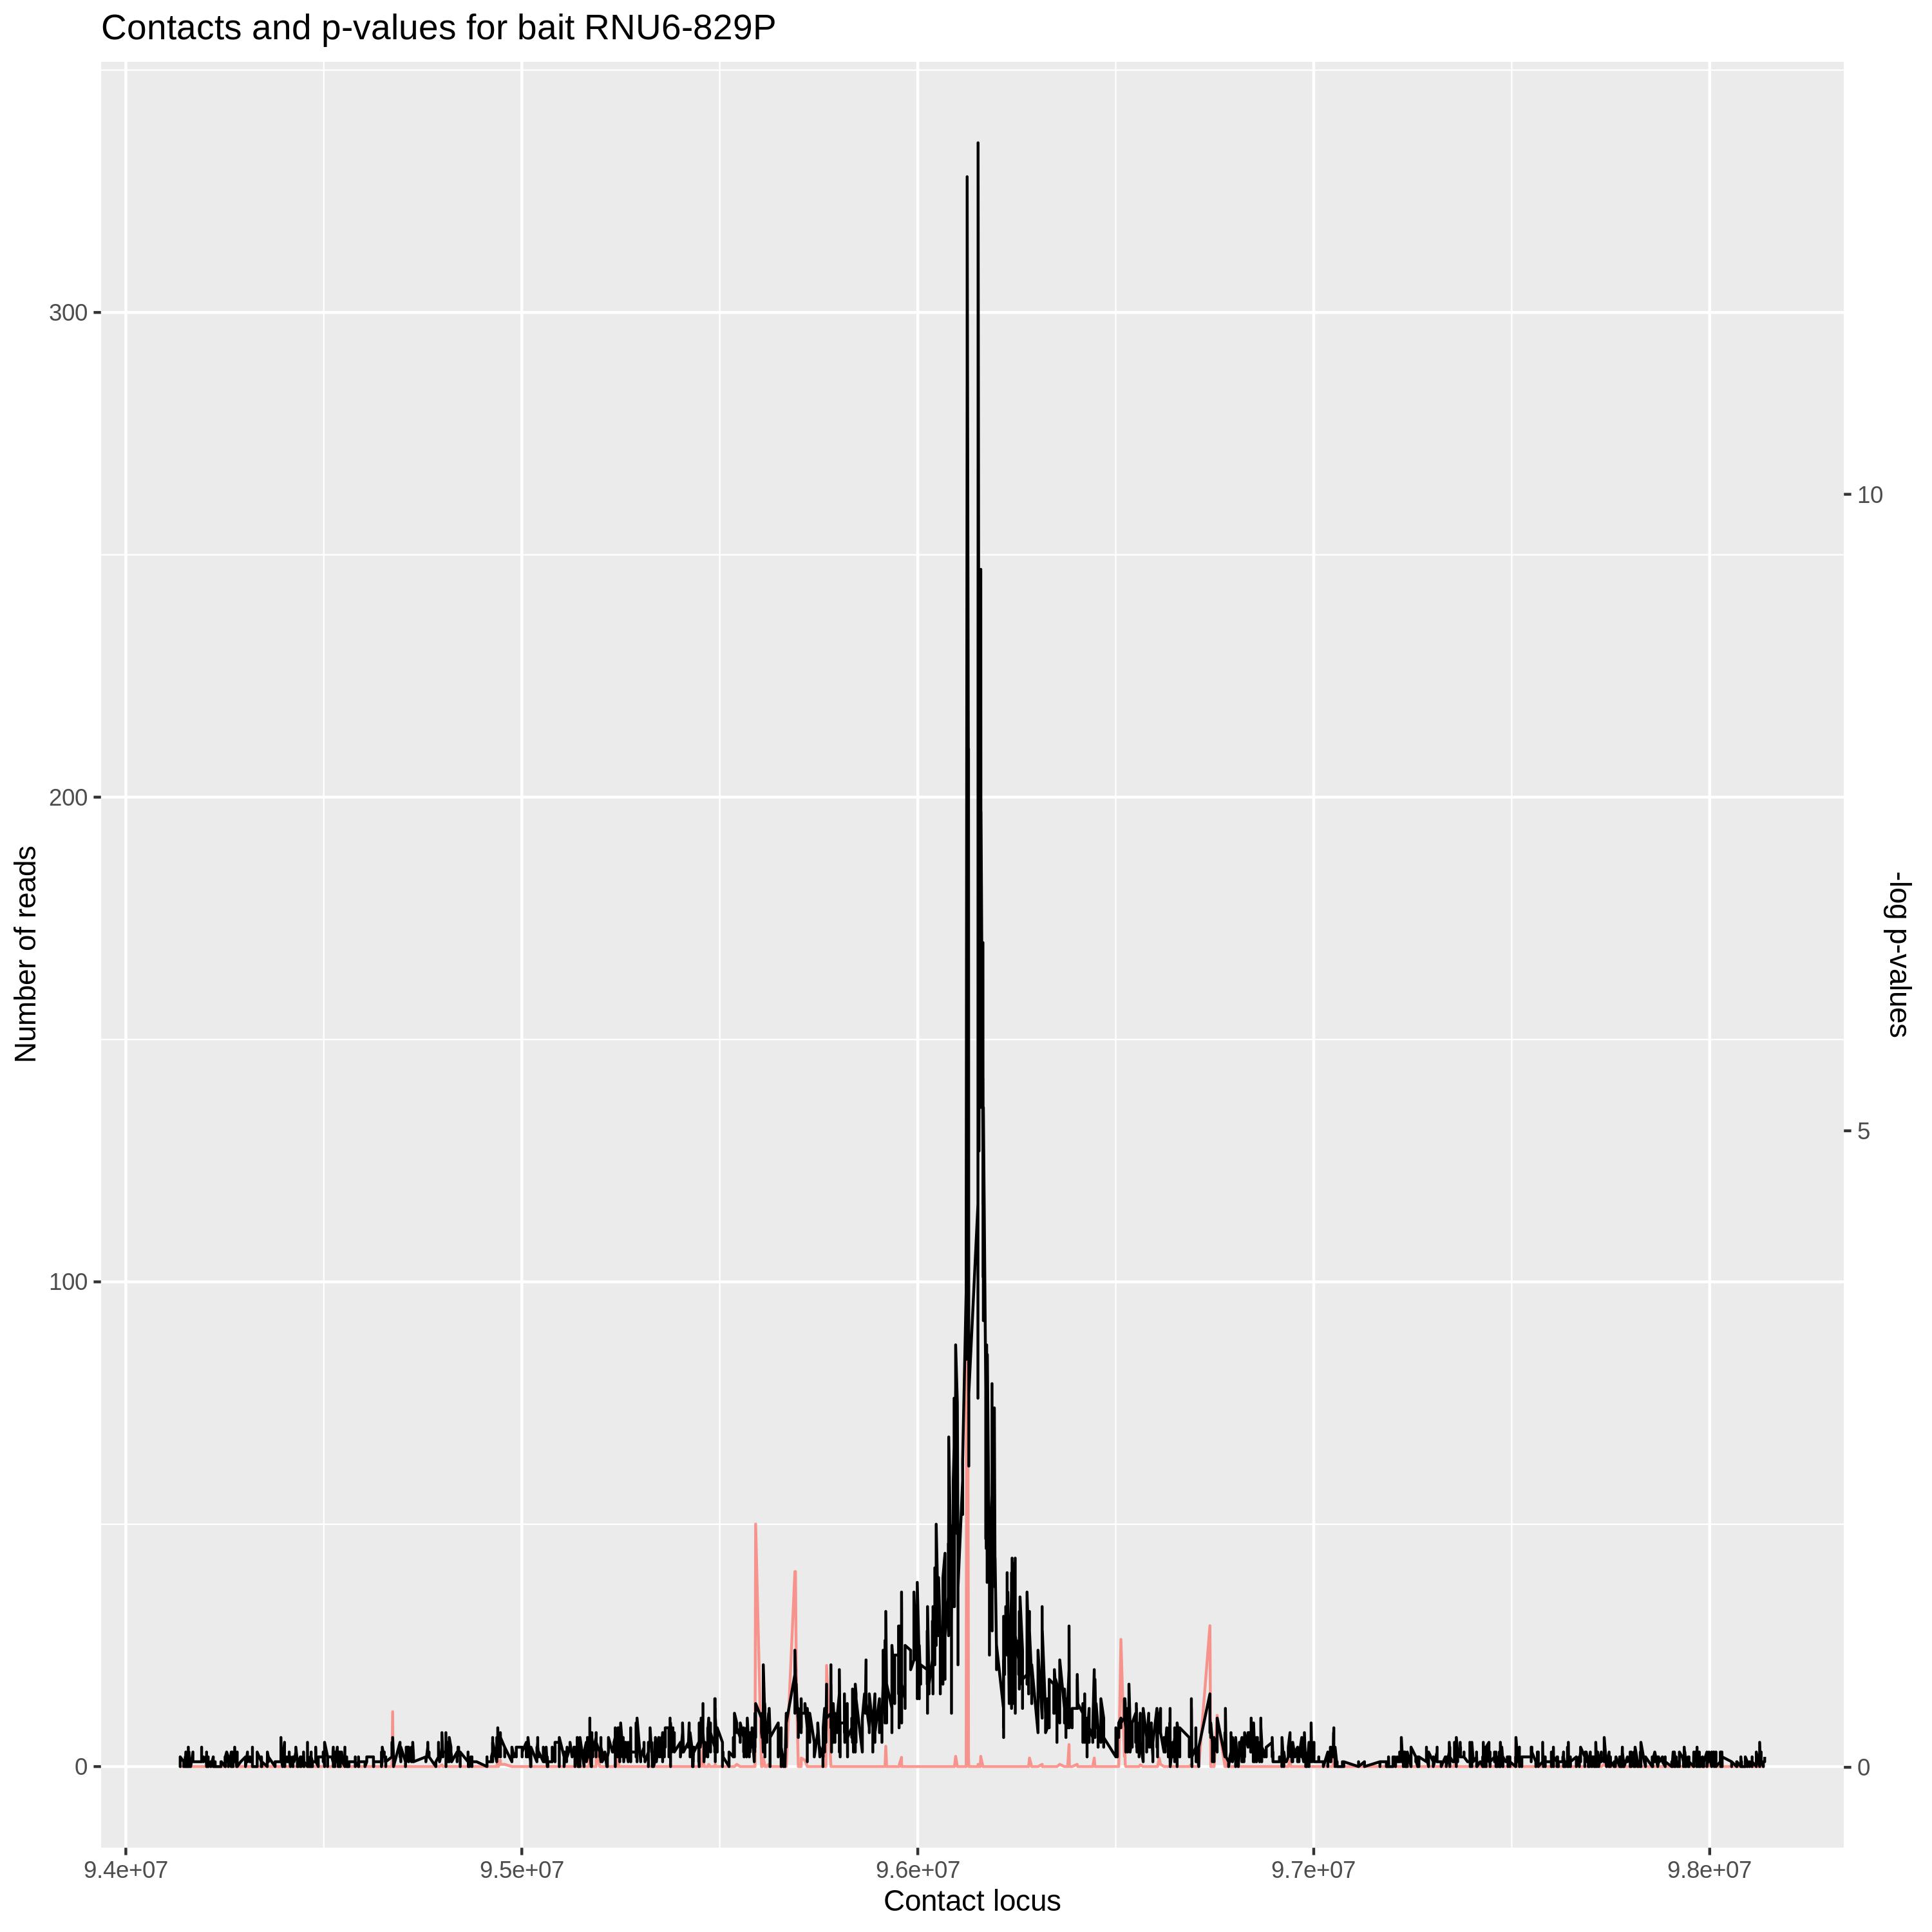 Contacts and p-values for bait RNU6-829P
300
200
100
0
10
5
0
Number of reads
-log p-values
9.4e+07 9.5e+07 9.6e+07 9.7e+07 9.8e+07
Contact locus